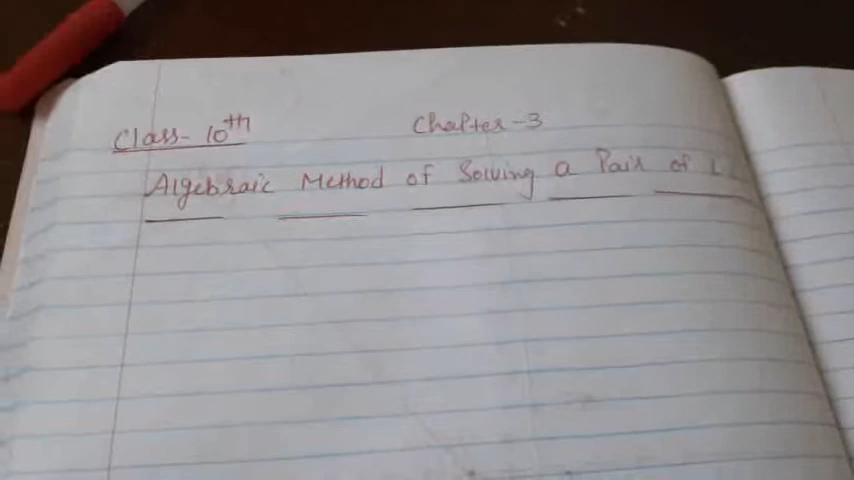 Class- 10th Chapter-3
Algebraic Method of Solving a Pair of L